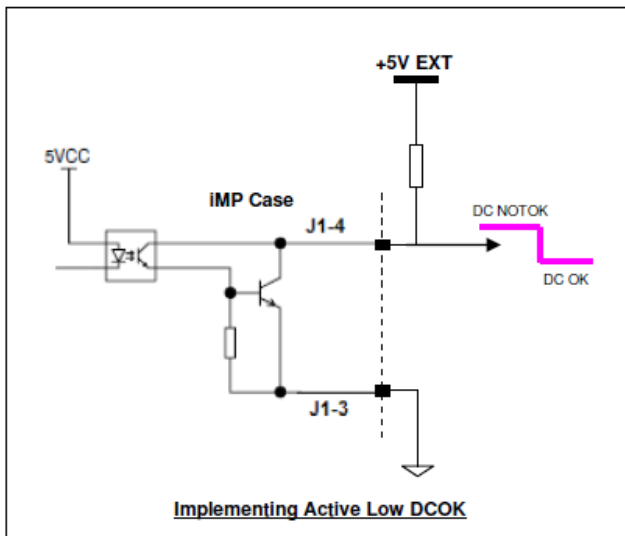 +5V EXT
5VCC
iMP Case
J1-4
DC NOTOK
DC OK
J1-3
Implementing Active Low DCOK